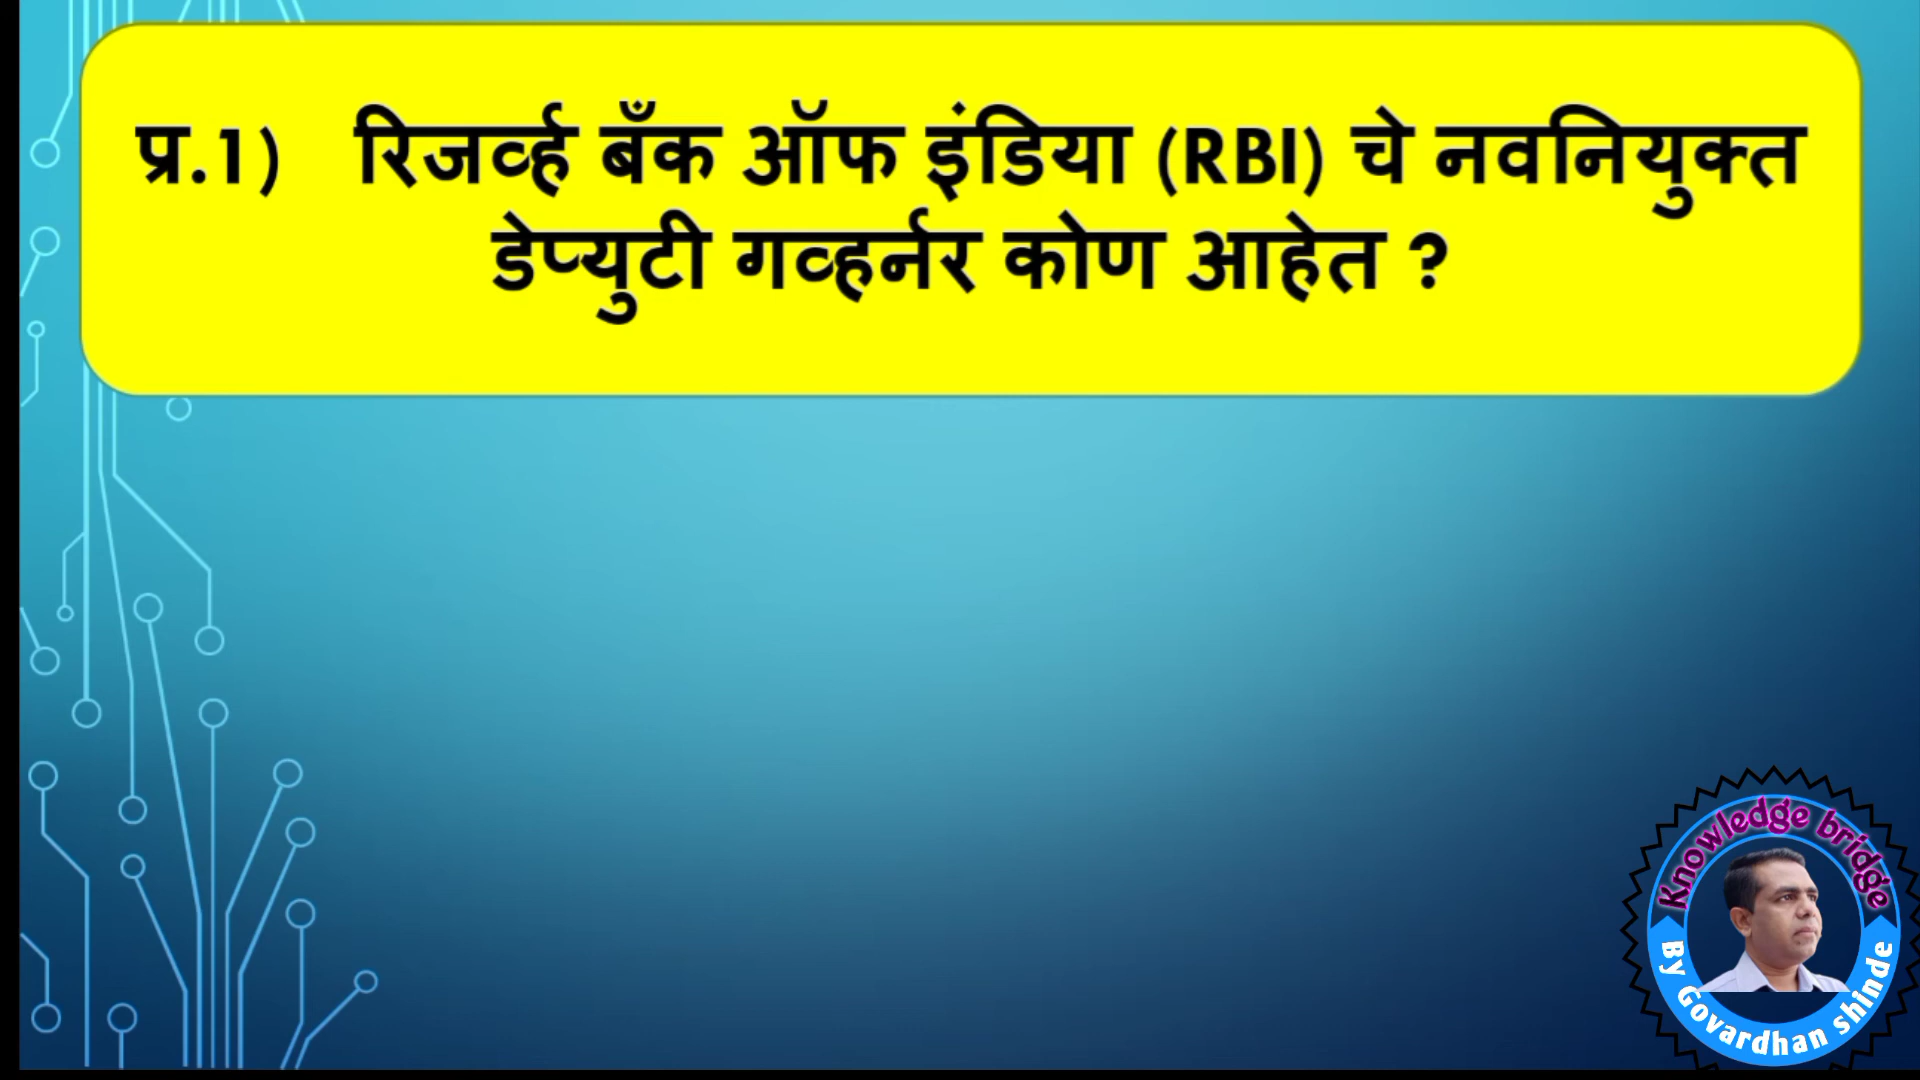 प्र.1) रिजर्व्ह बँक ऑफ इंडिया (RBI) चे नवनियुक्त
डेप्युटी गव्हर्नर कोण आहेत ?
Knowledge bridge
By Govardhan shinde